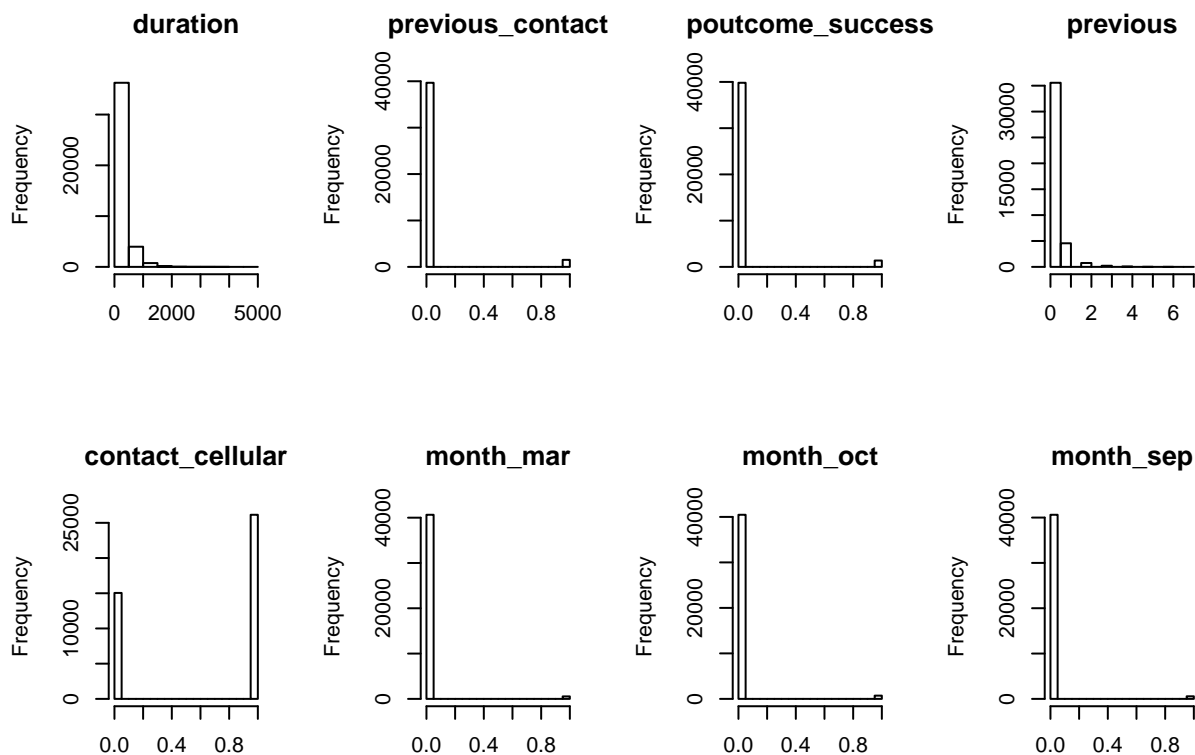 duration
Frequency
0
20000
0 2000 5000
previous_contact
Frequency
0
20000
40000
0.0 0.4 0.8
poutcome_success
Frequency
0
20000
40000
0.0 0.4 0.8
previous
Frequency
0
15000
30000
0 2 4 6
contact_cellular
Frequency
0
10000
25000
0.0 0.4 0.8
month_mar
Frequency
0
20000
40000
0.0 0.4 0.8
month_oct
Frequency
0
20000
40000
0.0 0.4 0.8
month_sep
Frequency
0
20000
40000
0.0 0.4 0.8